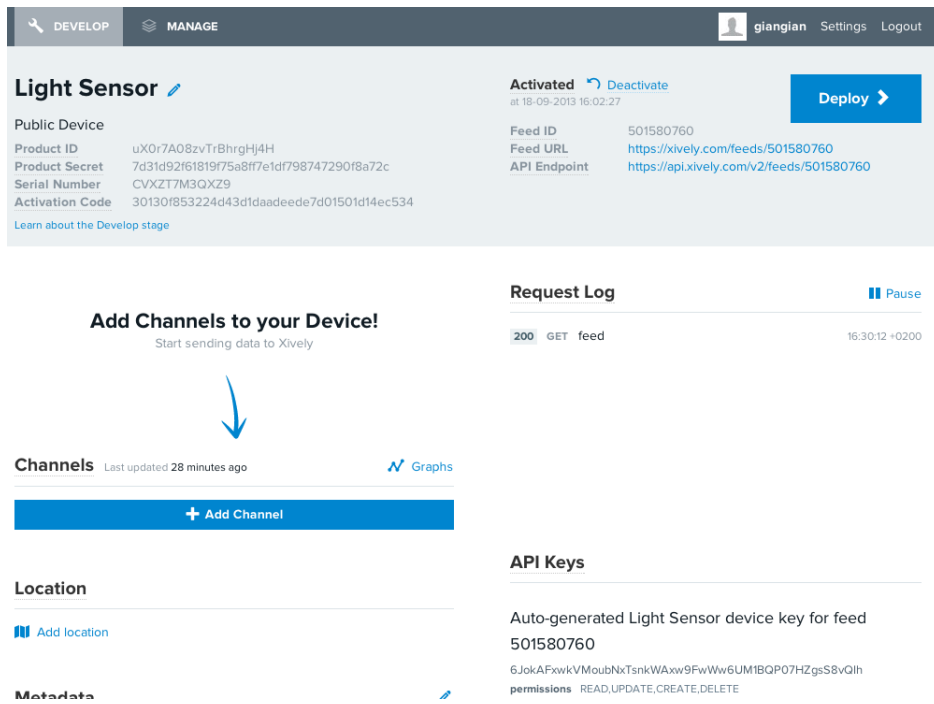 DEVELOP MANAGE giangian Settings Logout
Light Sensor
Public Device
Product ID uX0r7A08zvTrBhrgHj4H
Product Secret 7d31d92f61819f75a8ff7e1df798747290f8a72c
Serial Number CVXZT7M3QXZ9
Activation Code 30130f853224d43d1daadeede7d01501d14ec534
Learn about the Develop stage
Activated Deactivate
at 18-09-2013 16:02:27
Deploy
Feed ID 501580760
Feed URL https://xively.com/feeds/501580760
API Endpoint https://api.xively.com/v2/feeds/501580760
Add Channels to your Device!
Start sending data to Xively
Channels Last updated 28 minutes ago Graphs
Add Channel
Location
Add location
Metadata
Request Log Pause
200 GET feed 16:30:12 +0200
API Keys
Auto-generated Light Sensor device key for feed
501580760
6JokAFxwkVMoubNxTsnkWAxw9FwWw6UM1BQP07HZgsS8vQIh
permissions READ,UPDATE,CREATE,DELETE